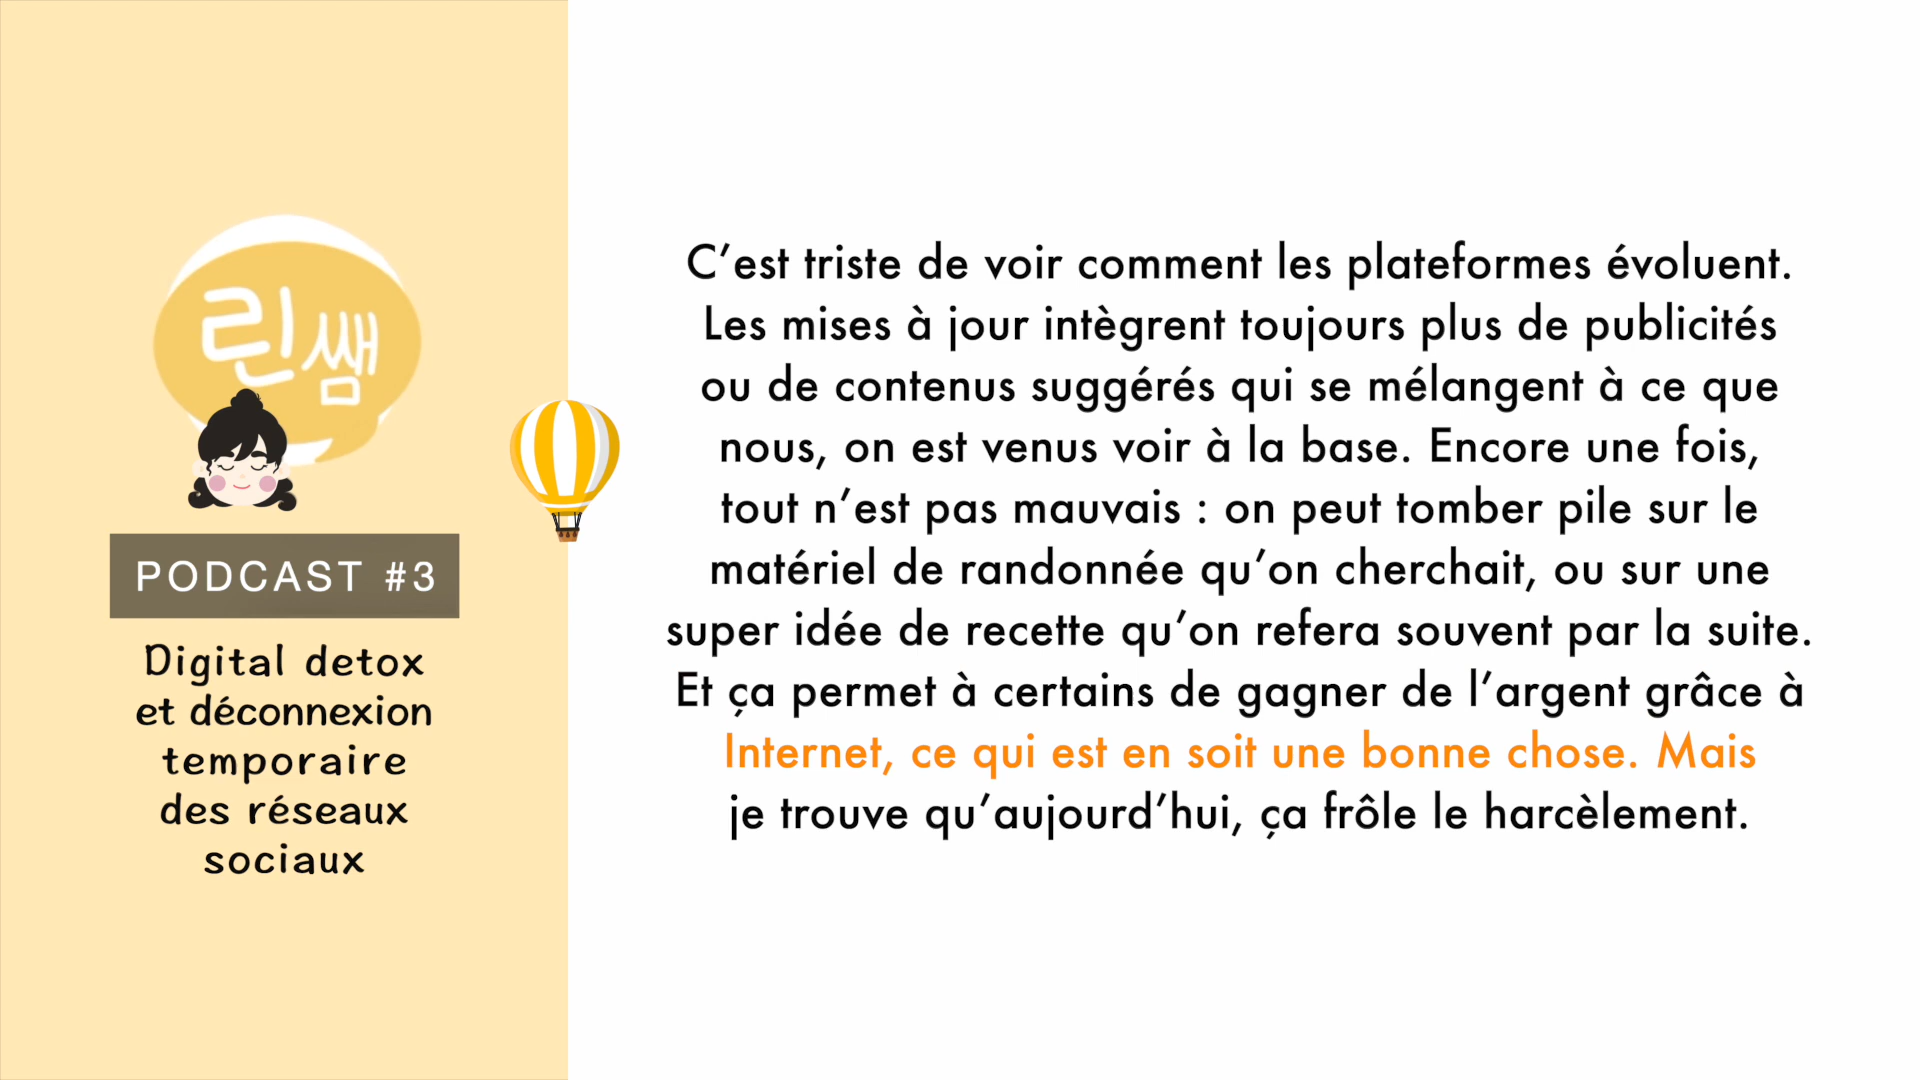 린쌤
PODCAST #3
Digital detox
et déconnexion
temporaire
des réseaux
sociaux
C’est triste de voir comment les plateformes évoluent.
Les mises à jour intègrent toujours plus de publicités
ou de contenus suggérés qui se mélangent à ce que
nous, on est venus voir à la base. Encore une fois,
tout n’est pas mauvais : on peut tomber pile sur le
matériel de randonnée qu’on cherchait, ou sur une
super idée de recette qu’on refera souvent par la suite.
Et ça permet à certains de gagner de l’argent grâce à
Internet, ce qui est en soit une bonne chose. Mais
je trouve qu’aujourd’hui, ça frôle le harcèlement.